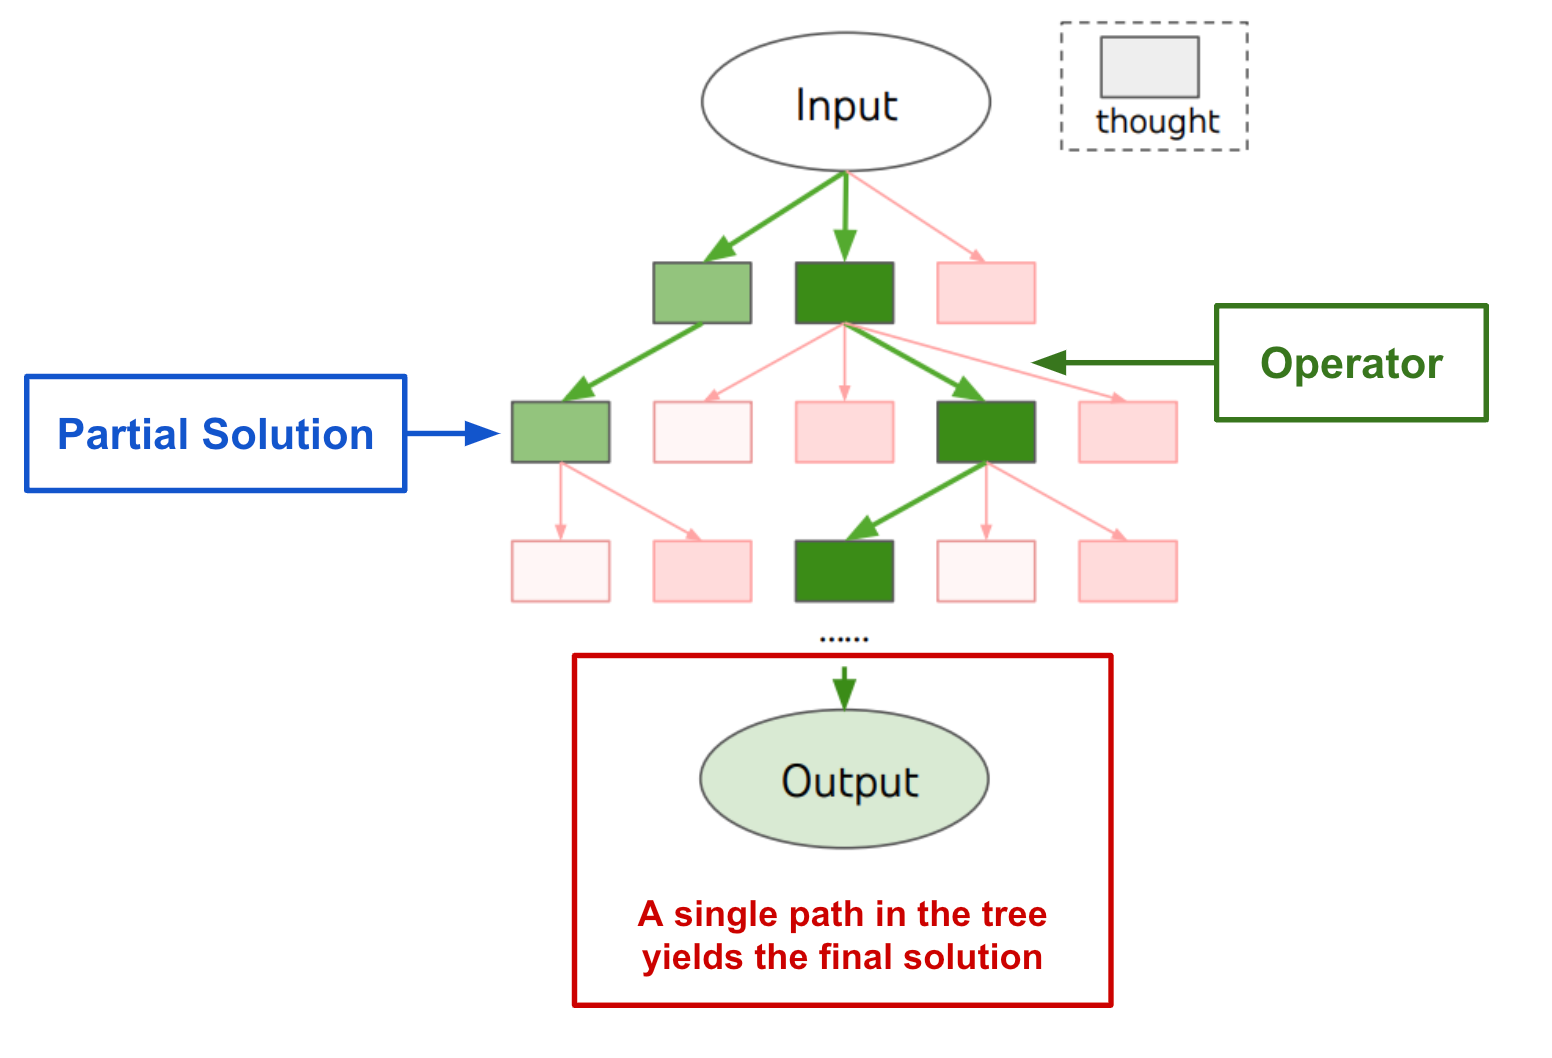 Input
thought
Operator
Partial Solution
......
Output
A single path in the tree
yields the final solution